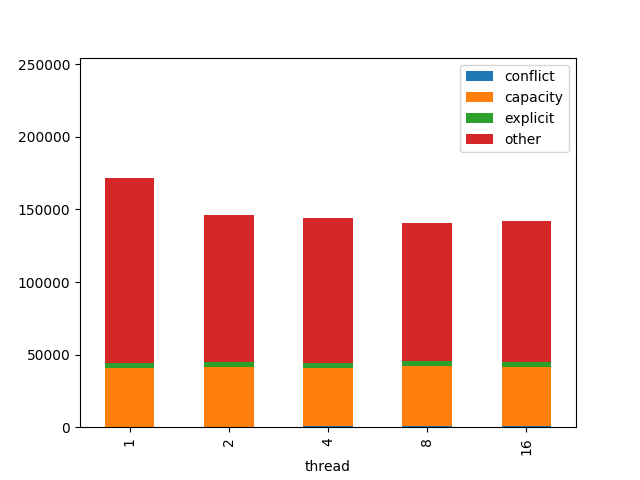 250000
200000
150000
100000
50000
0
conflict
capacity
explicit
other
1
2
4
8
16
thread